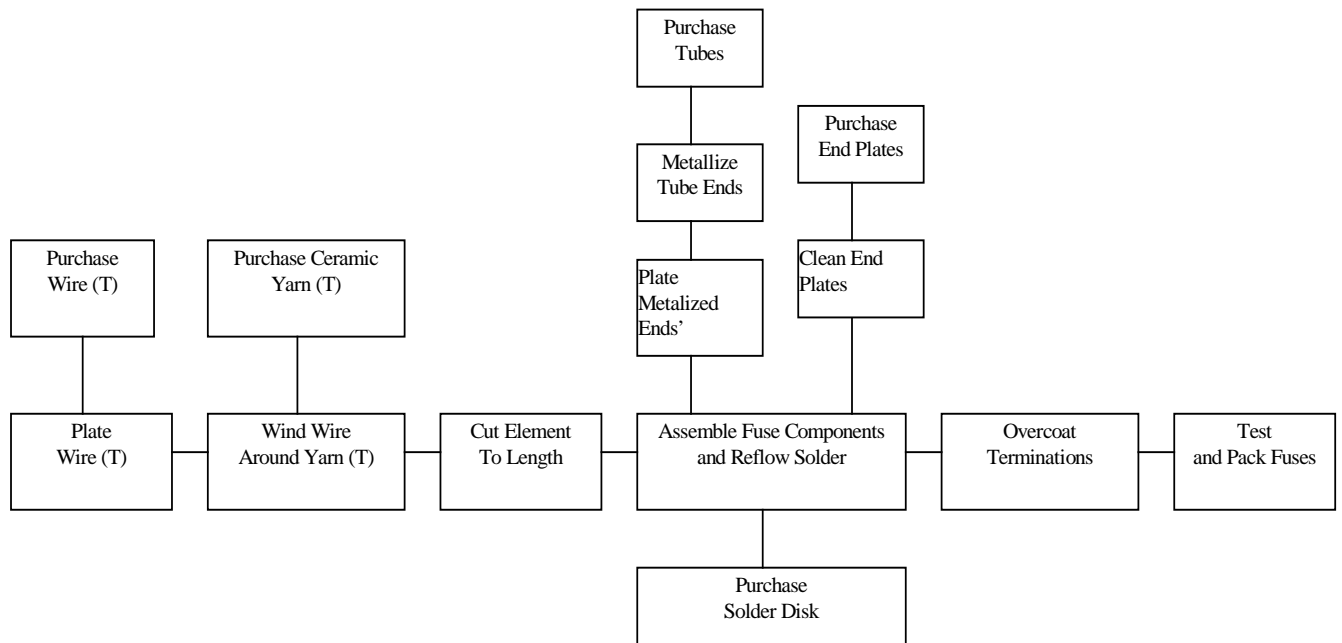 Purchase
Tubes
Purchase
End Plates
Metallize
Tube Ends
Purchase
Wire (T)
Purchase Ceramic
Yarn (T)
Plate
Metalized
Ends’
Clean End
Plates
Plate
Wire (T)
Wind Wire
Around Yarn (T)
Cut Element
To Length
Assemble Fuse Components
and Reflow Solder
Overcoat
Terminations
Test
and Pack Fuses
Purchase
Solder Disk